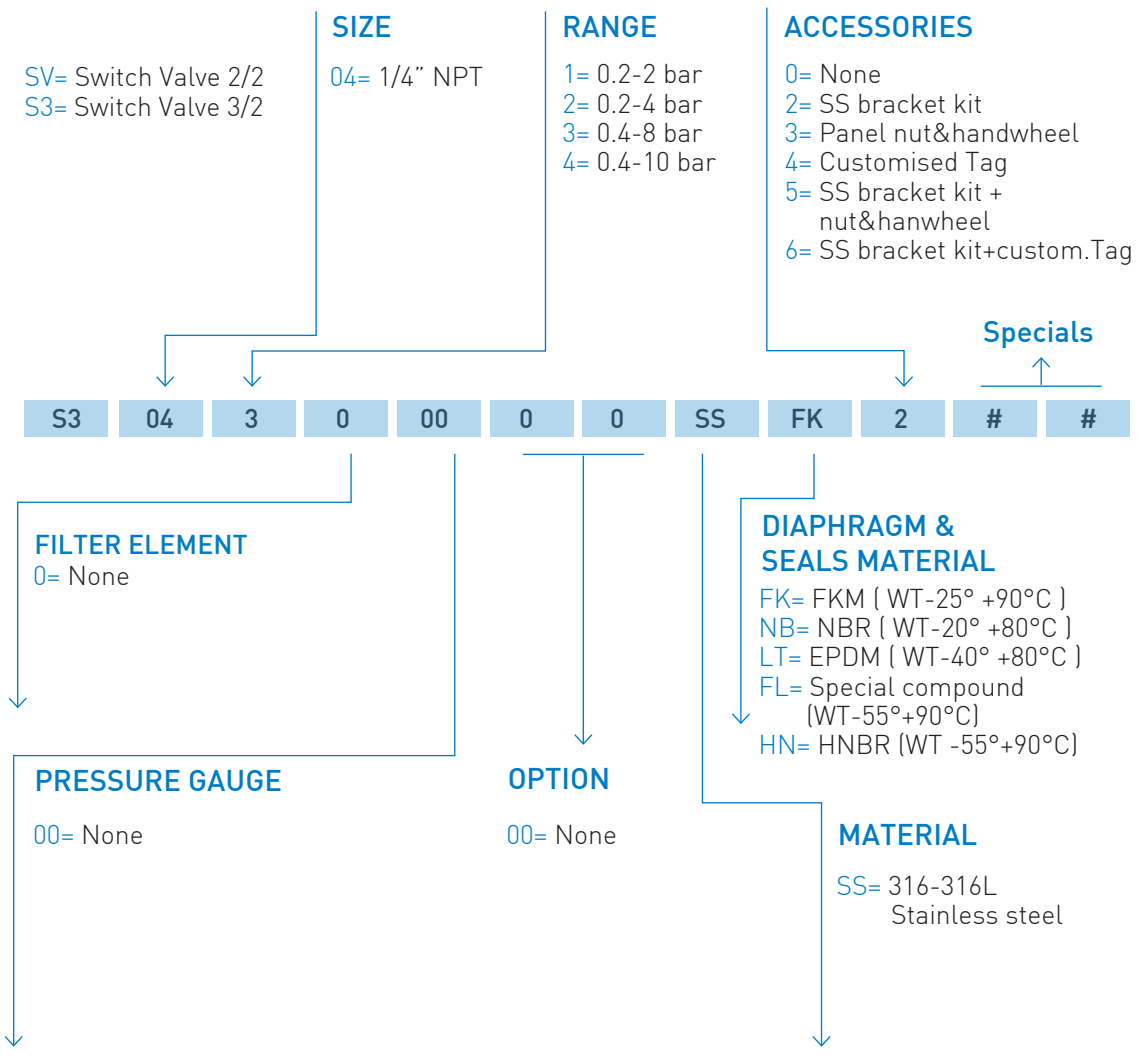 SV= Switch Valve 2/2
S3= Switch Valve 3/2
SIZE
04= 1/4” NPT
RANGE
1= 0.2-2 bar
2= 0.2-4 bar
3= 0.4-8 bar
4= 0.4-10 bar
ACCESSORIES
0= None
2= SS bracket kit
3= Panel nut&handwheel
4= Customised Tag
5= SS bracket kit +
nut&hanwheel
6= SS bracket kit+custom.Tag
Specials
S3 04 3 0 00 0 0 SS FK 2 # #
FILTER ELEMENT
0= None
PRESSURE GAUGE
00= None
OPTION
00= None
DIAPHRAGM &
SEALS MATERIAL
FK= FKM ( WT-25° +90°C )
NB= NBR ( WT-20° +80°C )
LT= EPDM ( WT-40° +80°C )
FL= Special compound
(WT-55°+90°C)
HN= HNBR (WT -55°+90°C)
MATERIAL
SS= 316-316L
Stainless steel